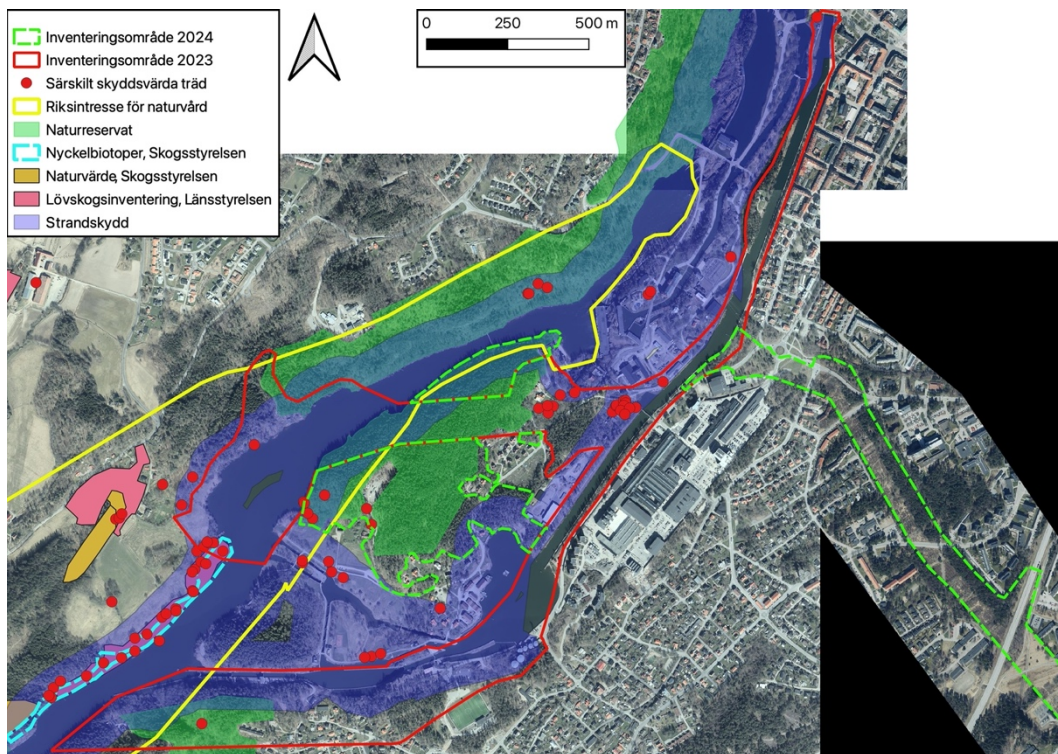 Inventeringsområde 2024
Inventeringsområde 2023
Särskilt skyddsvärda träd
Riksintresse för naturvård
Naturreservat
Nyckelbiotoper, Skogsstyrelsen
Naturvärde, Skogsstyrelsen
Lövskogsinventering, Länsstyrelsen
Strandskydd
0 250 500 m